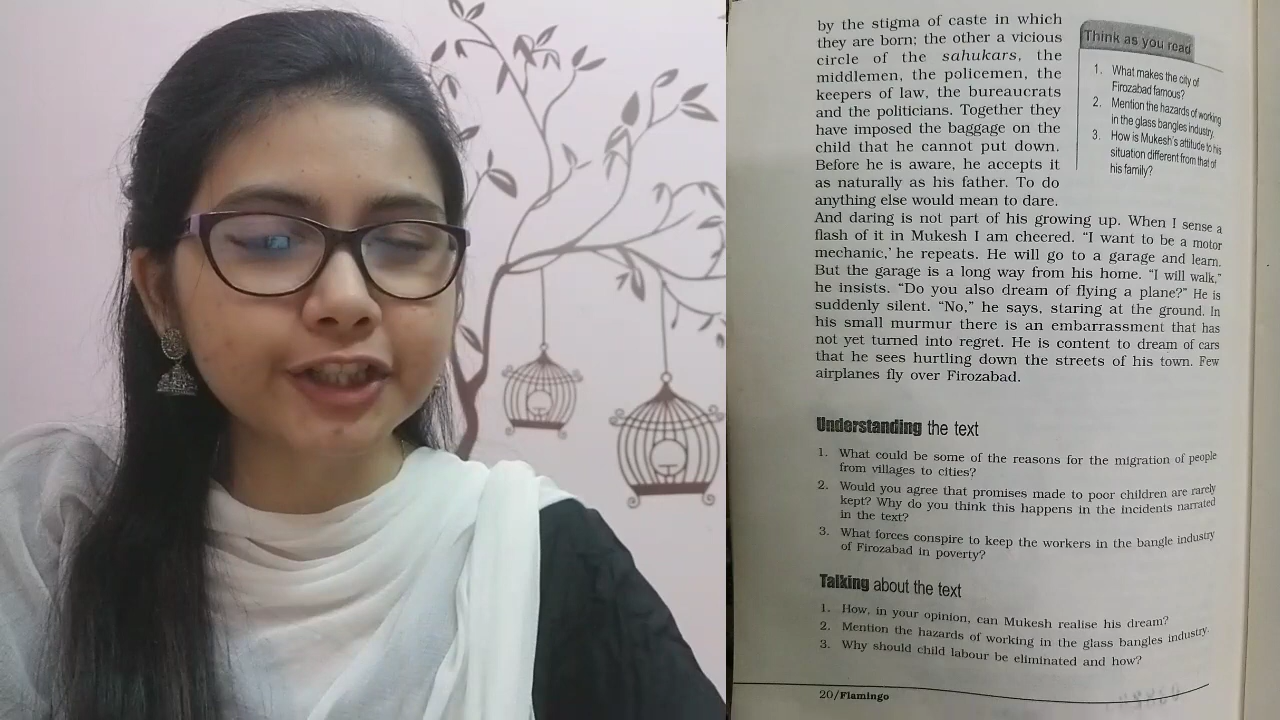 by the stigma of caste in which
they are born; the other a vicious
circle of the sahukars, the
middlemen, the policemen, the
keepers of law, the bureaucrats
and the politicians. Together they
have imposed the baggage on the
child that he cannot put down.
Before he is aware, he accepts it
as naturally as his father. To do
anything else would mean to dare.
Think as you read
1. What makes the city of
Firozabad famous?
2. Mention the hazards of working
in the glass bangles industry.
3. How is Mukesh's attitude to his
situation different from that of
his family?
And daring is not part of his growing up. When I sense a
flash of it in Mukesh I am cheered. “I want to be a motor
mechanic,’ he repeats. He will go to a garage and learn.
But the garage is a long way from his home. “I will walk,”
he insists. “Do you also dream of flying a plane?” He is
suddenly silent. “No,” he says, staring at the ground. In
his small murmur there is an embarrassment that has
not yet turned into regret. He is content to dream of cars
that he sees hurtling down the streets of his town. Few
airplanes fly over Firozabad.
Understanding the text
1. What could be some of the reasons for the migration of people
from villages to cities?
2. Would you agree that promises made to poor children are rarely
kept? Why do you think this happens in the incidents narrated
in the text?
3. What forces conspire to keep the workers in the bangle industry
of Firozabad in poverty?
Talking about the text
1. How, in your opinion, can Mukesh realise his dream?
2. Mention the hazards of working in the glass bangles industry.
3. Why should child labour be eliminated and how?
20/Flamingo